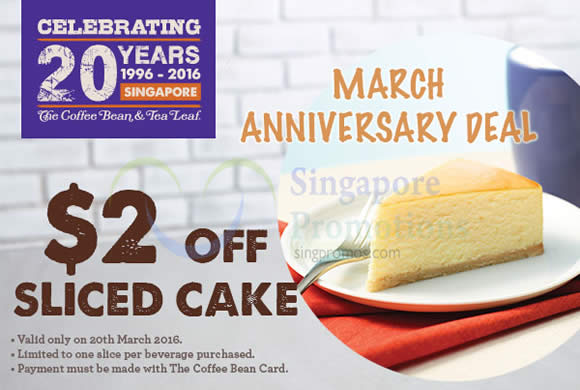 CELEBRATING
20 YEARS
1996 - 2016
SINGAPORE
The Coffee Bean & Tea Leaf
MARCH
ANNIVERSARY DEAL
Singapore
Promotions
singpromos.com
$2 OFF
SLICED CAKE
• Valid only on 20th March 2016.
• Limited to one slice per beverage purchased.
• Payment must be made with The Coffee Bean Card.